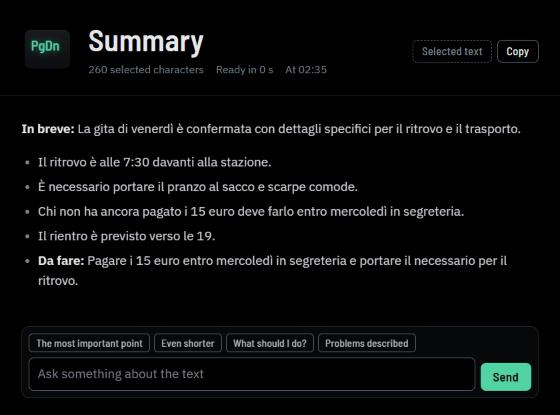 PgDn
Summary
260 selected characters Ready in 0 s At 02:35
Selected text
Copy
In breve: La gita di venerdì è confermata con dettagli specifici per il ritrovo e il trasporto.
• Il ritrovo è alle 7:30 davanti alla stazione.
• È necessario portare il pranzo al sacco e scarpe comode.
• Chi non ha ancora pagato i 15 euro deve farlo entro mercoledì in segreteria.
• Il rientro è previsto verso le 19.
• Da fare: Pagare i 15 euro entro mercoledì in segreteria e portare il necessario per il
ritrovo.
The most important point
Even shorter
What should I do?
Problems described
Ask something about the text
Send